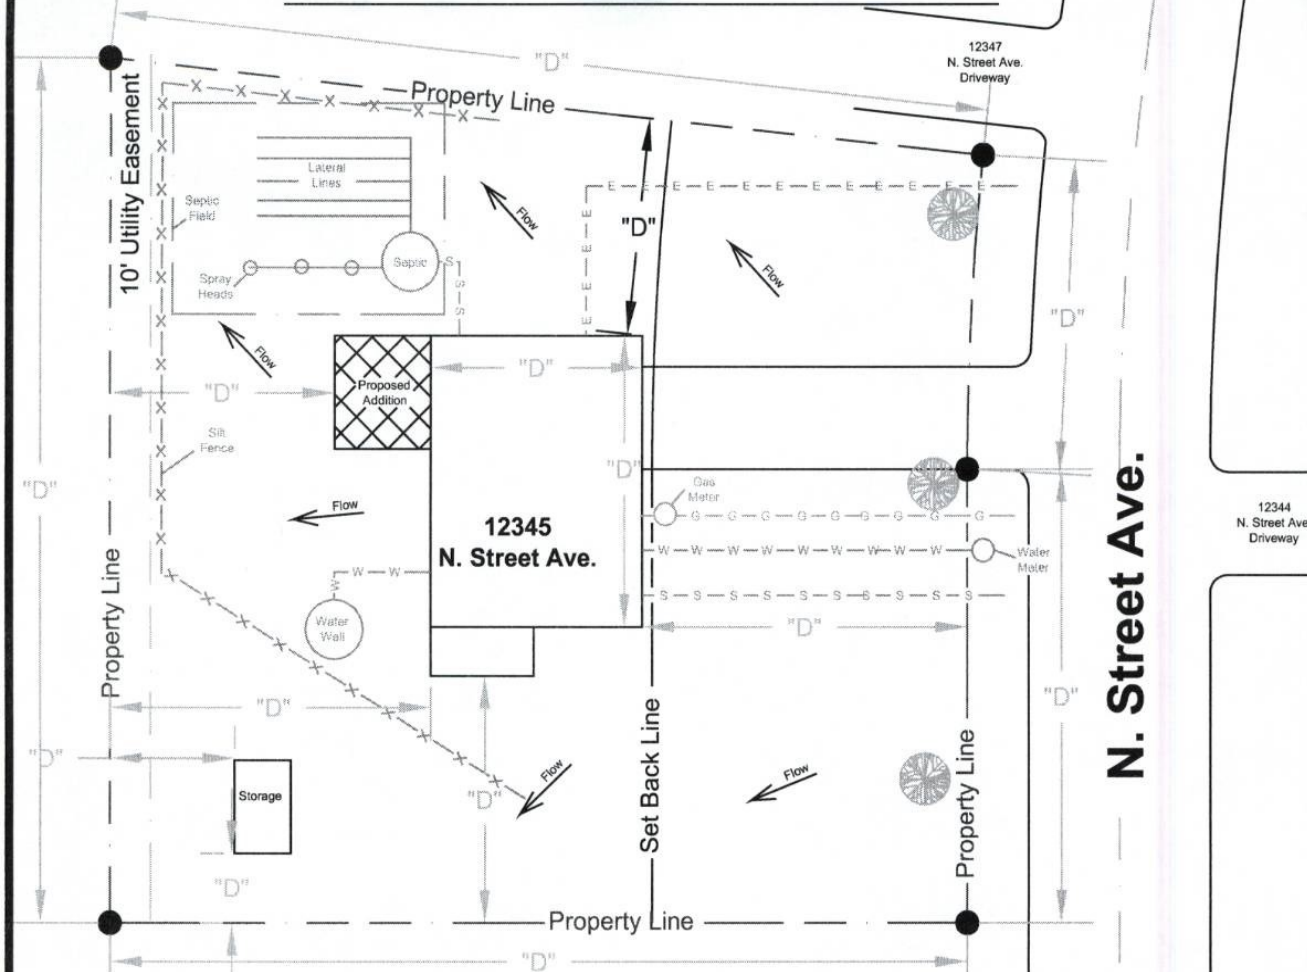 "D"
12347
N. Street Ave.
Driveway
Property Line
10' Utility Easement
X X X X X X X
Lateral
Lines
Septic
Field
Flow
E E E E E E E E E E E E
"D"
E
E
E
E
Septic
S
S
S
Spray
Heads
Flow
"D"
Flow
"D"
"D"
Proposed
Addition
Silt
Fence
"D"
"D"
Gas
Meter
12344
N. Street Ave
Driveway
Flow
G G G G G G G G G
12345
N. Street Ave.
W W W W W W W W W
Water
Meter
W W
W
S S S S S S S S S S
Water
Wall
"D"
Property Line
"D"
"D"
N. Street Ave.
Set Back Line
Property Line
"D"
Flow
Flow
Storage
"D"
"D"
Property Line
"D"